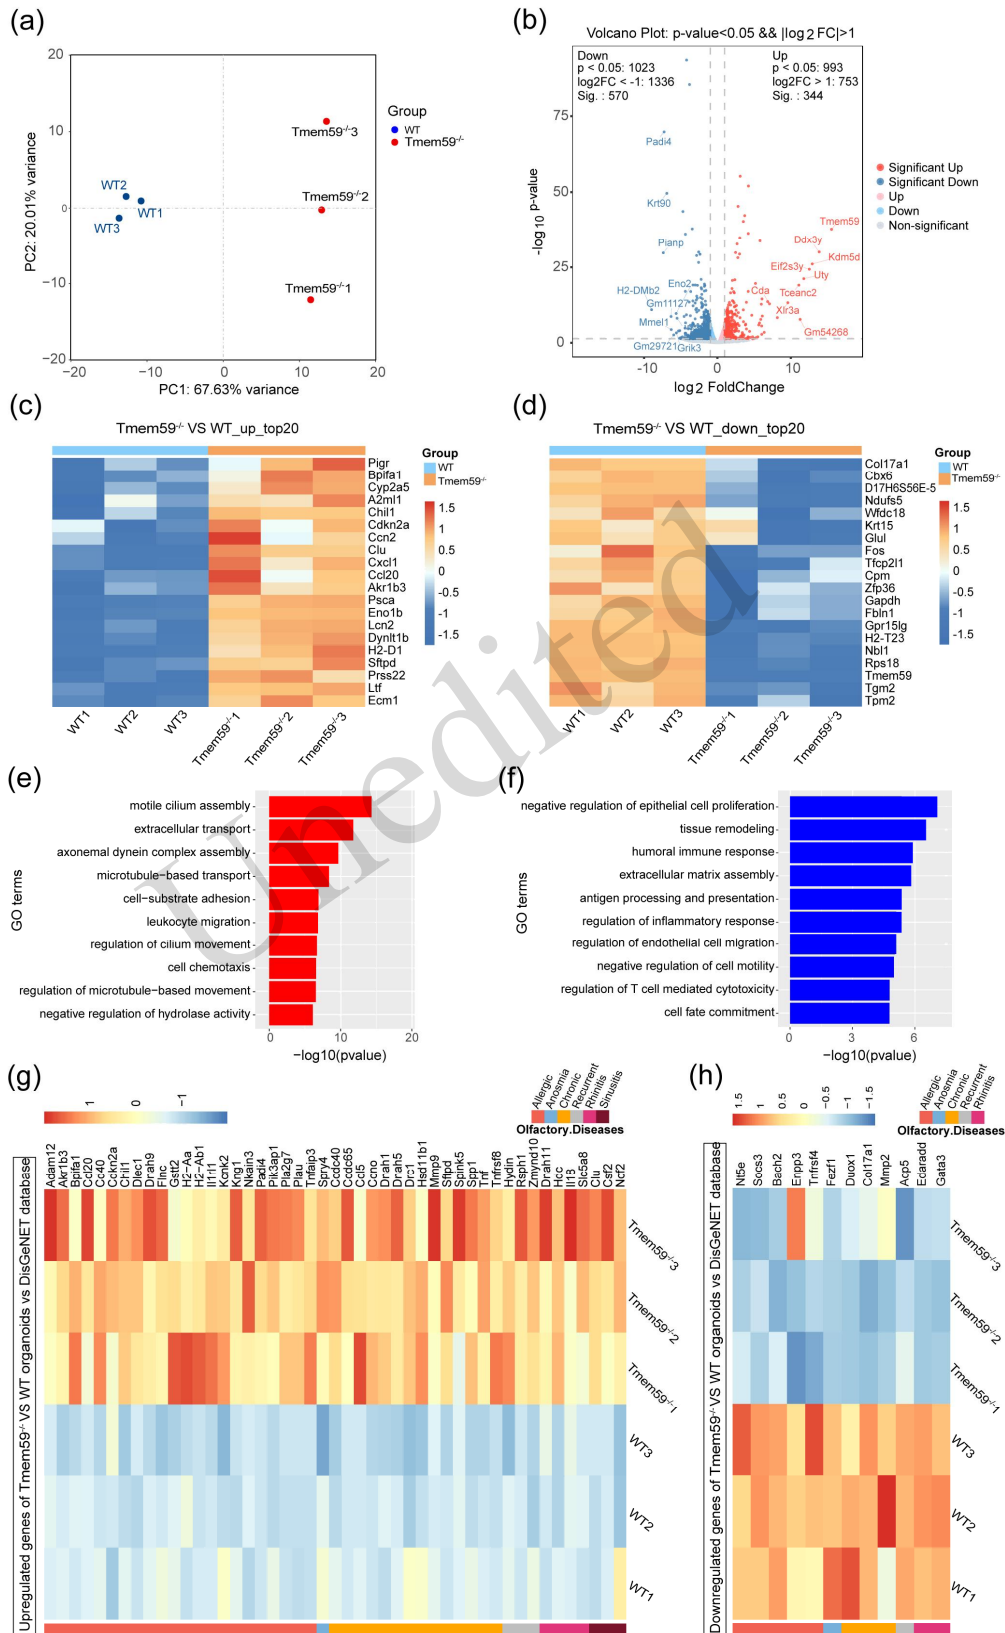 (a)
20
10
0
−10
−20
−20
−10
0
10
20
PC2: 20.01% variance
PC1: 67.63% variance
WT2
WT1
WT3
Tmem59-/-3
Tmem59-/-2
Tmem59-/-1
Group
WT
Tmem59-/-
(b)
Volcano Plot: p-value<0.05 && |log2 FC|>1
Down
p < 0.05: 1023
log2FC < -1: 1336
Sig. : 570
Up
p < 0.05: 993
log2FC > 1: 753
Sig. : 344
75
50
25
0
-10
0
10
-log10 p-value
log2 FoldChange
Padi4
Krt90
Pianp
Eno2
H2-DMb2
Gm11127
Mmel1
Gm29721
Grik3
Tmem59
Ddx3y
Kdm5d
Eif2s3y
Uty
Tceanc2
Cda
Xlr3a
Gm54268
Significant Up
Significant Down
Up
Down
Non-significant
(c)
Tmem59-/- VS WT_up_top20
Pigr
Bpifa1
Cyp2a5
A2ml1
Chil1
Cdkn2a
Ccn2
Clu
Cxcl1
Ccl20
Akr1b3
Psca
Eno1b
Lcn2
Dynlt1b
H2-D1
Sftpd
Prss22
Ltf
Ecm1
WT1
WT2
WT3
Tmem59-/-1
Tmem59-/-2
Tmem59-/-3
Group
WT
Tmem59-/-
1.5
1
0.5
0
-0.5
-1
-1.5
(d)
Tmem59-/- VS WT_down_top20
Col17a1
Cbx6
D17H6S56E-5
Ndufs5
Wfdc18
Krt15
Glul
Fos
Tfcp2l1
Cpm
Zfp36
Gapdh
Fbln1
Gpr15lg
H2-T23
Nbl1
Rps18
Tmem59
Tgm2
Tpm2
WT1
WT2
WT3
Tmem59-/-1
Tmem59-/-2
Tmem59-/-3
Group
WT
Tmem59-/-
1.5
1
0.5
0
-0.5
-1
-1.5
(e)
GO terms
motile cilium assembly
extracellular transport
axonemal dynein complex assembly
microtubule−based transport
cell−substrate adhesion
leukocyte migration
regulation of cilium movement
cell chemotaxis
regulation of microtubule−based movement
negative regulation of hydrolase activity
0
10
20
−log10(pvalue)
(f)
GO terms
negative regulation of epithelial cell proliferation
tissue remodeling
humoral immune response
extracellular matrix assembly
antigen processing and presentation
regulation of inflammatory response
regulation of endothelial cell migration
negative regulation of cell motility
regulation of T cell mediated cytotoxicity
cell fate commitment
0
3
6
−log10(pvalue)
(g)
1
0
−1
Allergic
Anosmia
Chronic
Recurrent
Rhinitis
Sinusitis
Olfactory.Diseases
Upregulated genes of Tmem59-/- VS WT organoids vs DisGeNET database
Adam12
Akr1b3
Bpifa1
Ccl20
Cd40
Cdkn2a
Chil1
Dlec1
Dnah9
Flnc
Gstt2
H2−Aa
H2−Ab1
Il1rl1
Kcnk2
Kng1
Nkain3
Padi4
Pik3ap1
Pla2g7
Plau
Tnfaip3
Spry4
Ccdc40
Ccdc65
Ccl5
Ccno
Dnah1
Dnah5
Drc1
Hsd11b1
Mmp9
Sftpd
Spink5
Spp1
Tnf
Tnfrsf8
Hydin
Rsph1
Zmynd10
Dnah11
Hdc
Il13
Slc5a8
Clu
Csf2
Ncf2
Tmem59-/-3
Tmem59-/-2
Tmem59-/-1
WT3
WT2
WT1
(h)
1.5
1
0.5
0
−0.5
−1
−1.5
Allergic
Anosmia
Chronic
Recurrent
Rhinitis
Olfactory.Diseases
Downregulated genes of Tmem59-/- VS WT organoids vs DisGeNET database
Nt5e
Socs3
Bach2
Enpp3
Tnfrsf4
Fezf1
Duox1
Col17a1
Mmp2
Acp5
Edaradd
Gata3
Tmem59-/-3
Tmem59-/-2
Tmem59-/-1
WT3
WT2
WT1
Unedited